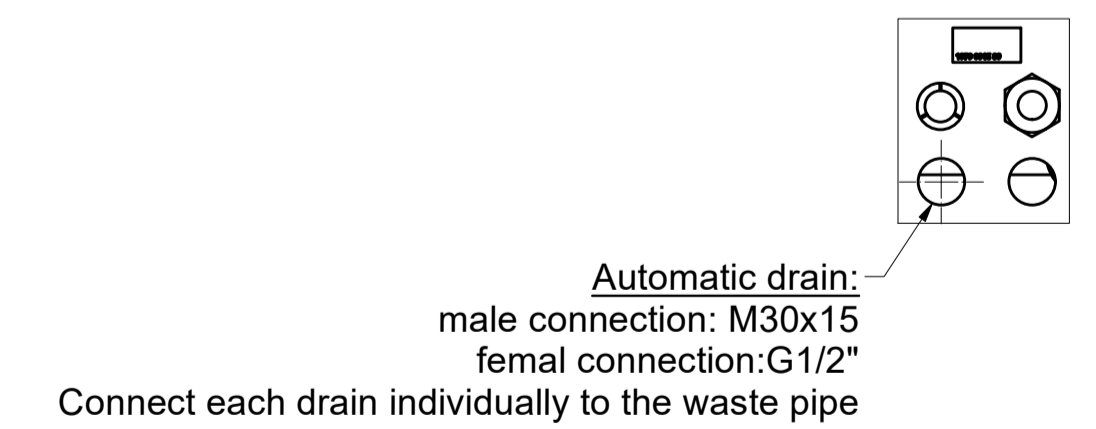 Automatic drain:
male connection: M30x15
femal connection:G1/2"
Connect each drain individually to the waste pipe